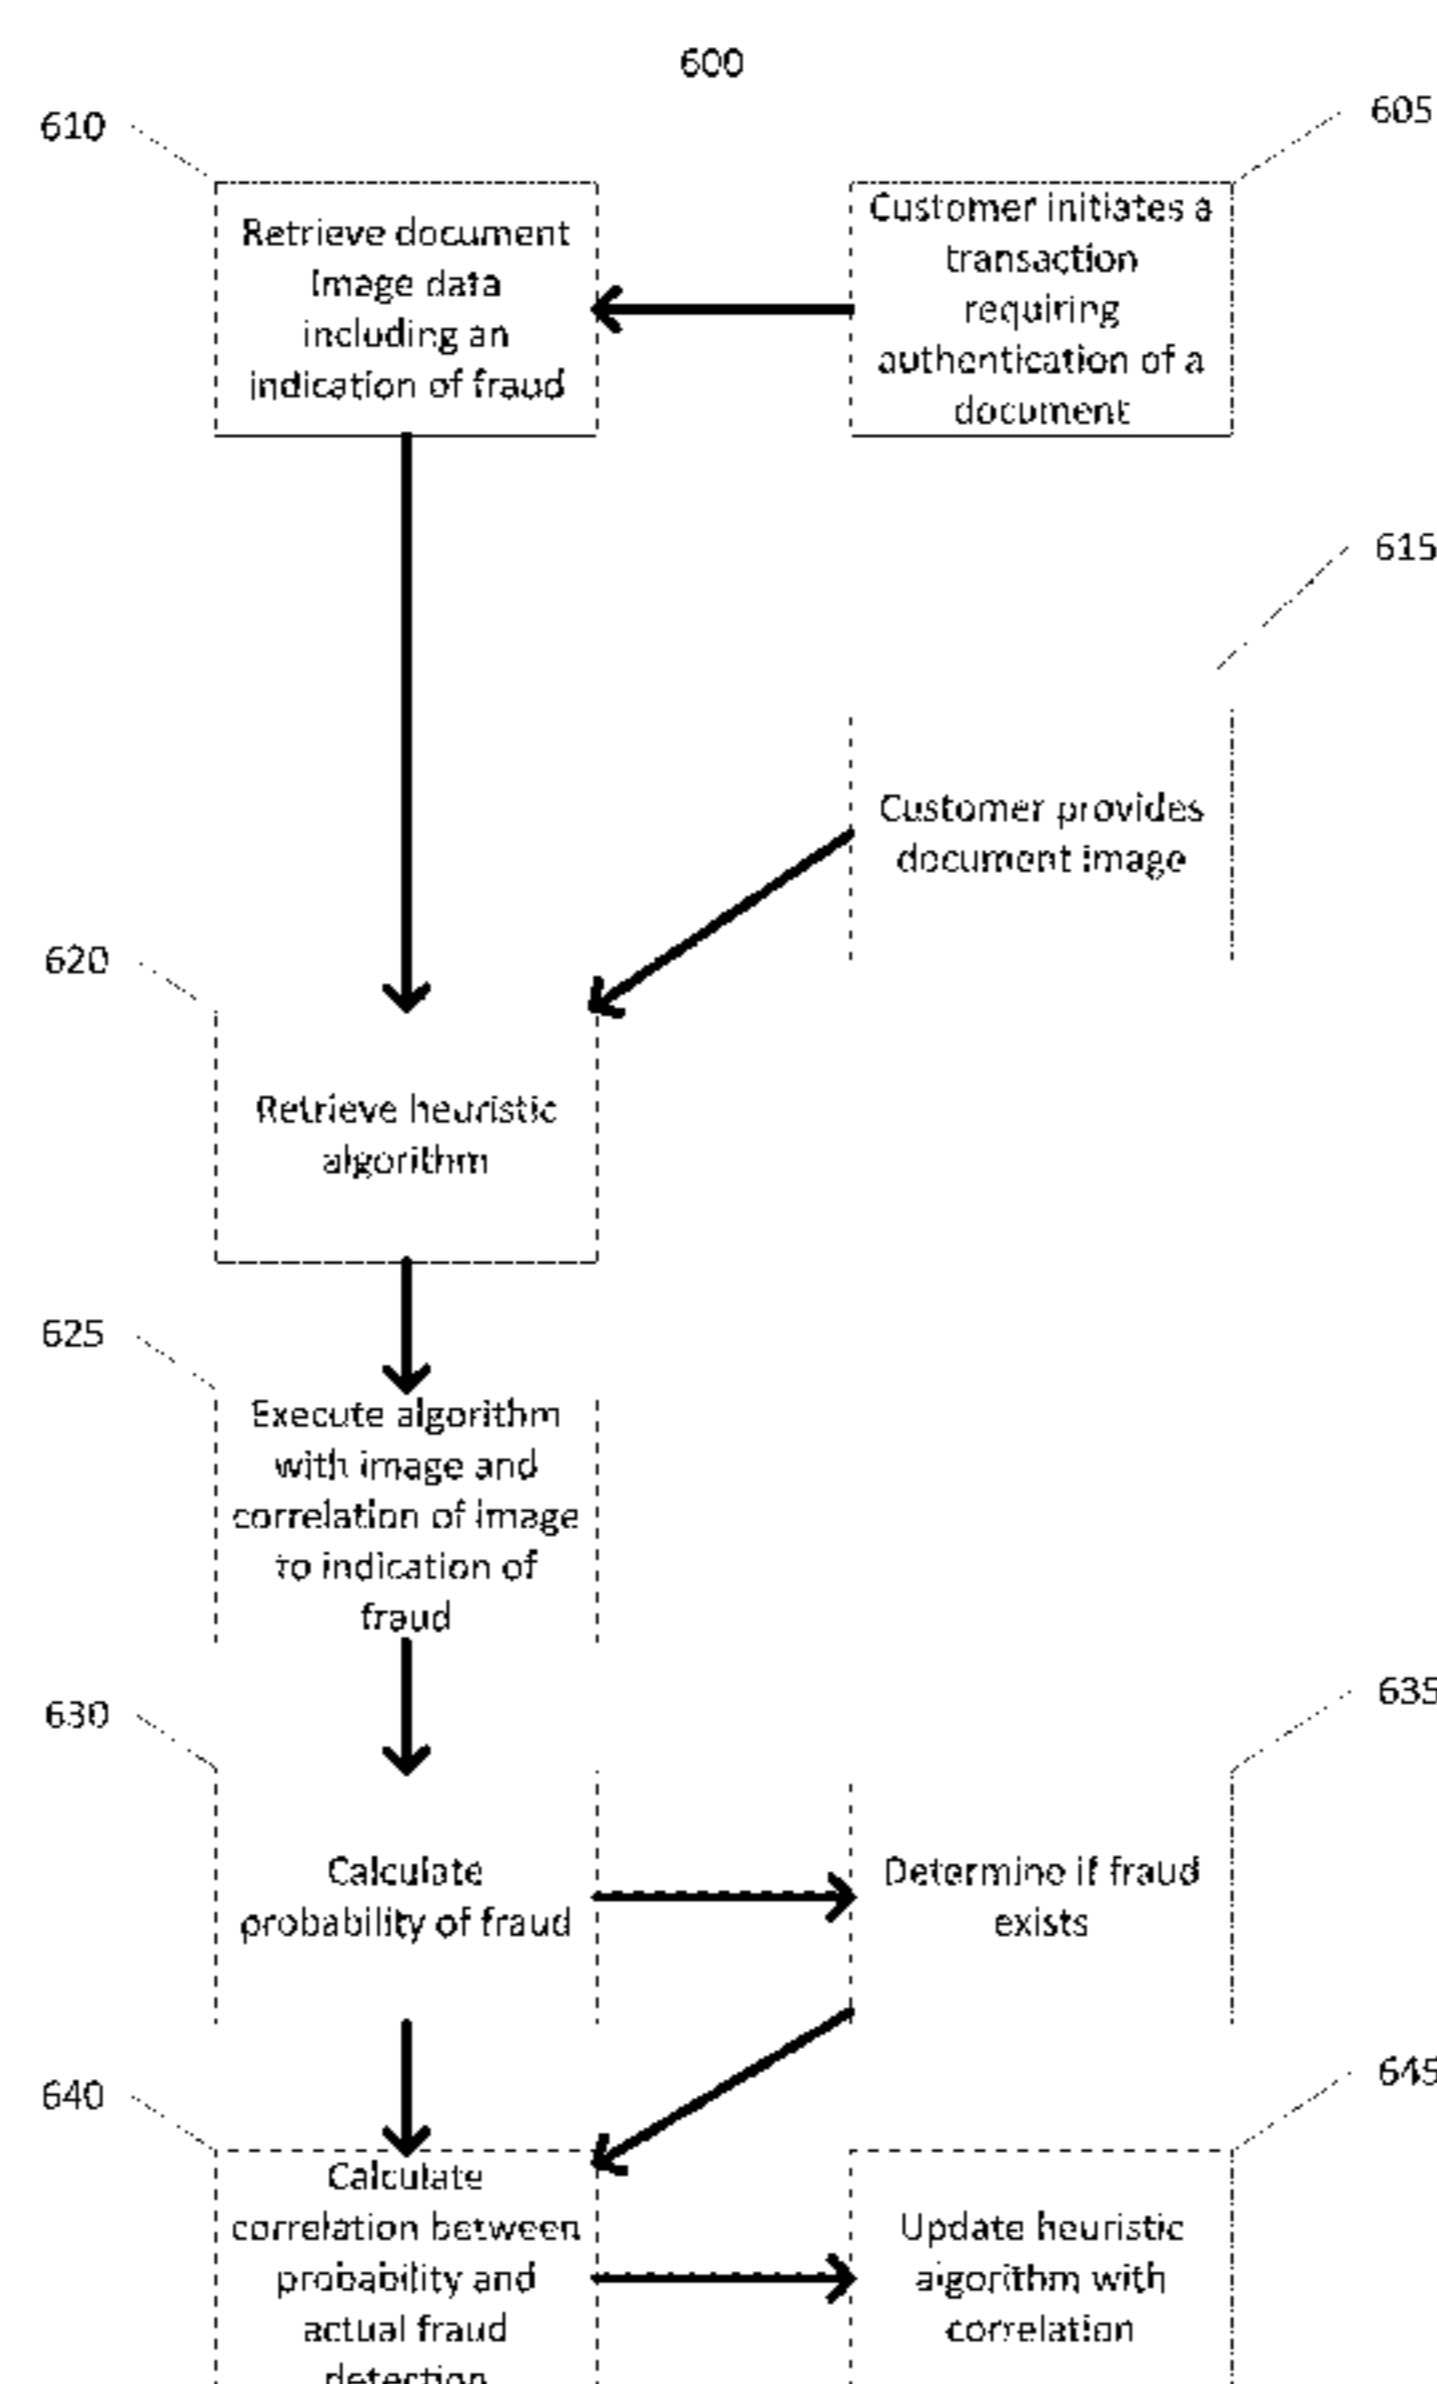 600
610
605
Retrieve document
Image data
including an
indication of fraud
Customer initiates a
transaction
requiring
authentication of a
document
615
Customer provides
document image
620
Retrieve heuristic
algorithm
625
Execute algorithm
with image and
correlation of image
to indication of
fraud
630
635
Calculate
probability of fraud
Determine if fraud
exists
640
645
Calculate
correlation between
probability and
actual fraud
detection
Update heuristic
algorithm with
correlation